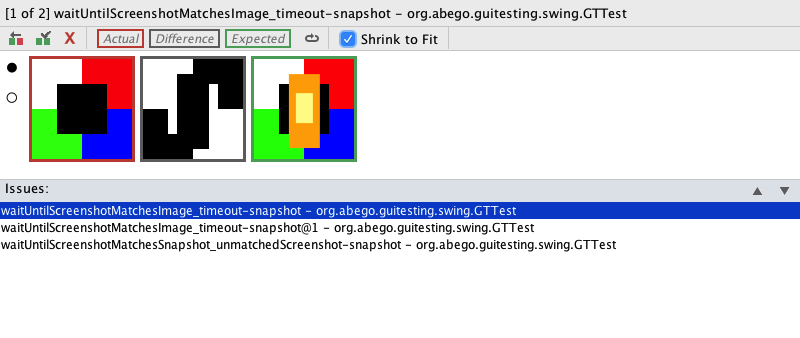 [1 of 2] waitUntilScreenshotMatchesImage_timeout-snapshot – org.abego.guitesting.swing.GTTest
X Actual Difference Expected Shrink to Fit
Issues:
waitUntilScreenshotMatchesImage_timeout-snapshot – org.abego.guitesting.swing.GTTest
waitUntilScreenshotMatchesImage_timeout-snapshot@1 – org.abego.guitesting.swing.GTTest
waitUntilScreenshotMatchesSnapshot_unmatchedScreenshot-snapshot – org.abego.guitesting.swing.GTTest